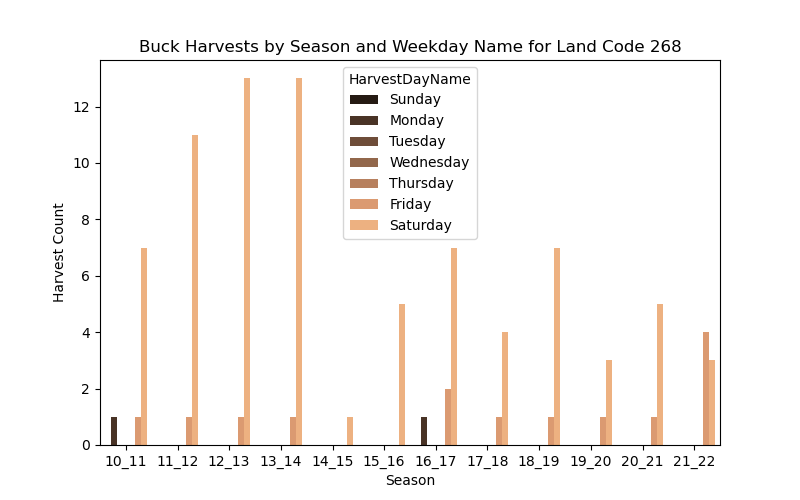 Buck Harvests by Season and Weekday Name for Land Code 268
HarvestDayName
Sunday
Monday
Tuesday
Wednesday
Thursday
Friday
Saturday
Harvest Count
12
10
8
6
4
2
0
10_11 11_12 12_13 13_14 14_15 15_16 16_17 17_18 18_19 19_20 20_21 21_22
Season